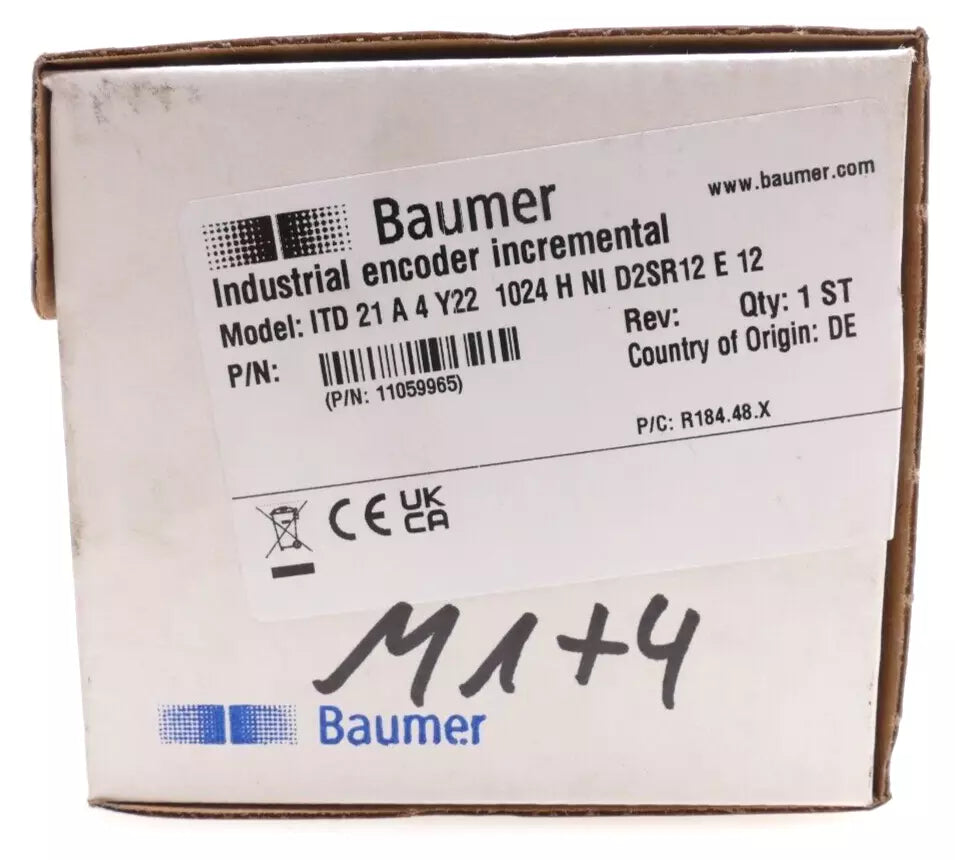 Baumer
www.baumer.com
Industrial encoder incremental
Model: ITD 21 A 4 Y22 1024 H NI D2SR12 E 12
P/N:
(P/N: 11059965)
Rev: Qty: 1 ST
Country of Origin: DE
P/C: R184.48.X
CE UK CA
M1+4
Baumer